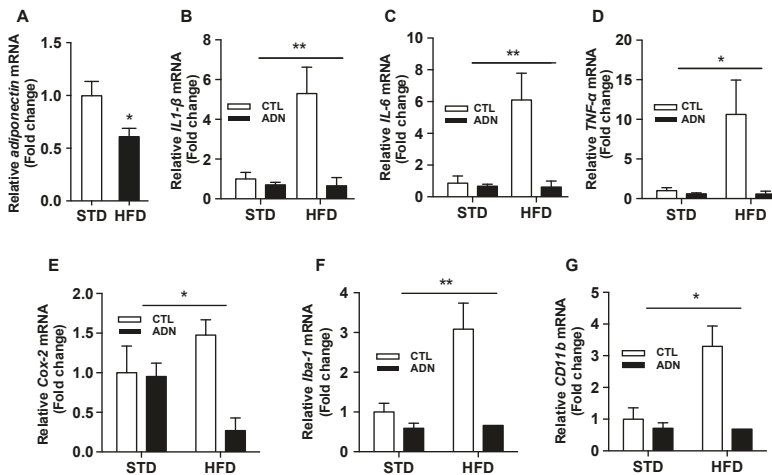 A
Relative adiponectin mRNA
(Fold change)
1.5
1.0
0.5
0.0
*
STD HFD
B
Relative IL1-β mRNA
(Fold change)
8
6
4
2
0
**
CTL
ADN
STD HFD
C
Relative IL-6 mRNA
(Fold change)
10
8
6
4
2
0
**
CTL
ADN
STD HFD
D
Relative TNF-α mRNA
(Fold change)
20
15
10
5
0
*
CTL
ADN
STD HFD
E
Relative Cox-2 mRNA
(Fold change)
2.0
1.5
1.0
0.5
0.0
*
CTL
ADN
STD HFD
F
Relative Iba-1 mRNA
(Fold change)
4
3
2
1
0
**
CTL
ADN
STD HFD
G
Relative CD11b mRNA
(Fold change)
5
4
3
2
1
0
*
CTL
ADN
STD HFD